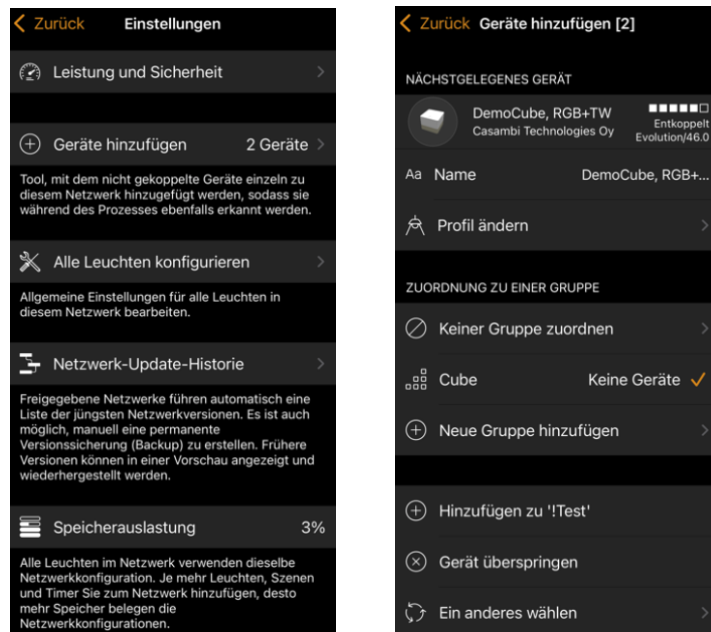 Zurück Einstellungen
Leistung und Sicherheit
Geräte hinzufügen 2 Geräte
Tool, mit dem nicht gekoppelte Geräte einzeln zu
diesem Netzwerk hinzugefügt werden, sodass sie
während des Prozesses ebenfalls erkannt werden.
Alle Leuchten konfigurieren
Allgemeine Einstellungen für alle Leuchten in
diesem Netzwerk bearbeiten.
Netzwerk-Update-Historie
Freigegebene Netzwerke führen automatisch eine
Liste der jüngsten Netzwerkversionen. Es ist auch
möglich, manuell eine permanente
Versionssicherung (Backup) zu erstellen. Frühere
Versionen können in einer Vorschau angezeigt und
wiederhergestellt werden.
Speicherauslastung 3%
Alle Leuchten im Netzwerk verwenden dieselbe
Netzwerkkonfiguration. Je mehr Leuchten, Szenen
und Timer Sie zum Netzwerk hinzufügen, desto
mehr Speicher belegen die
Netzwerkkonfigurationen.
Zurück Geräte hinzufügen [2]
NÄCHSTGELEGENES GERÄT
DemoCube, RGB+TW
Casambi Technologies Oy
Entkoppelt
Evolution/46.0
Aa Name DemoCube, RGB+...
Profil ändern
ZUORDNUNG ZU EINER GRUPPE
Keiner Gruppe zuordnen
Cube Keine Geräte
Neue Gruppe hinzufügen
Hinzufügen zu '!Test'
Gerät überspringen
Ein anderes wählen